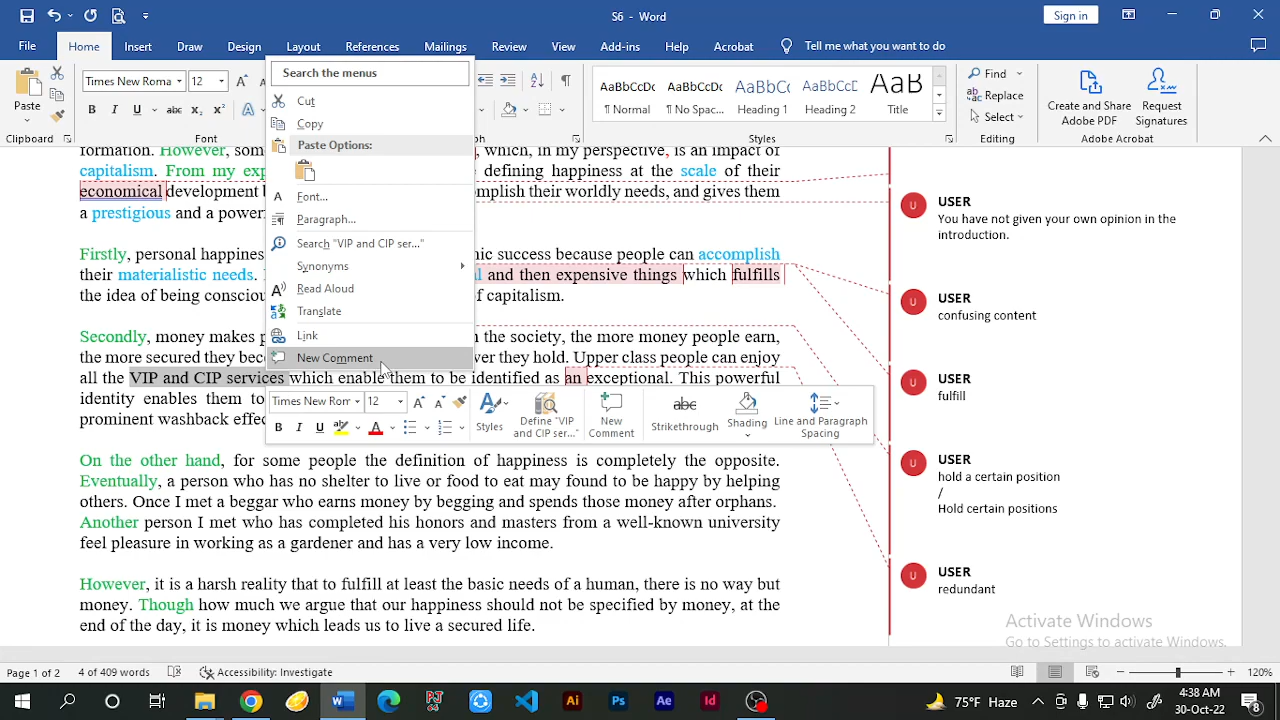 S6 - Word
Sign in
File Home Insert Draw Design Layout References Mailings Review View Add-ins Help Acrobat Tell me what you want to do
Paste
Clipboard
Times New Roma 12
B I U abc x₂ x²
Font
Search the menus
Cut
Copy
Paste Options:
Font...
Paragraph...
Search "VIP and CIP ser..."
Synonyms
Read Aloud
Translate
Link
New Comment
AaBbCcDc AaBbCcDc AaBbCc AaBbCcD AaB
¶ Normal ¶ No Spac... Heading 1 Heading 2 Title
Styles
Find
Replace
Select
Editing
Create and Share Adobe PDF
Request Signatures
Adobe Acrobat
formation. However, som , which, in my perspective, is an impact of
capitalism. From my exp defining happiness at the scale of their
economical development mplish their worldly needs, and gives them
a prestigious and a power
Firstly, personal happines ic success because people can accomplish
their materialistic needs. and then expensive things which fulfills
the idea of being consciou of capitalism.
Secondly, money makes p n the society, the more money people earn,
the more secured they bec ver they hold. Upper class people can enjoy
all the VIP and CIP services which enable them to be identified as an exceptional. This powerful
identity enables them to
prominent washback effec
Times New Rom 12
B I U
Styles
Define "VIP and CIP ser..."
New Comment
Strikethrough
Shading
Line and Paragraph Spacing
On the other hand, for some people the definition of happiness is completely the opposite.
Eventually, a person who has no shelter to live or food to eat may found to be happy by helping
others. Once I met a beggar who earns money by begging and spends those money after orphans.
Another person I met who has completed his honors and masters from a well-known university
feel pleasure in working as a gardener and has a very low income.
However, it is a harsh reality that to fulfill at least the basic needs of a human, there is no way but
money. Though how much we argue that our happiness should not be specified by money, at the
end of the day, it is money which leads us to live a secured life.
U USER
You have not given your own opinion in the
introduction.
U USER
confusing content
U USER
fulfill
U USER
hold a certain position
/
Hold certain positions
U USER
redundant
Activate Windows
Go to Settings to activate Windows.
Page 1 of 2 4 of 409 words Accessibility: Investigate 120%
Ai Ps Ae Id
75°F Haze
4:38 AM
30-Oct-22
8